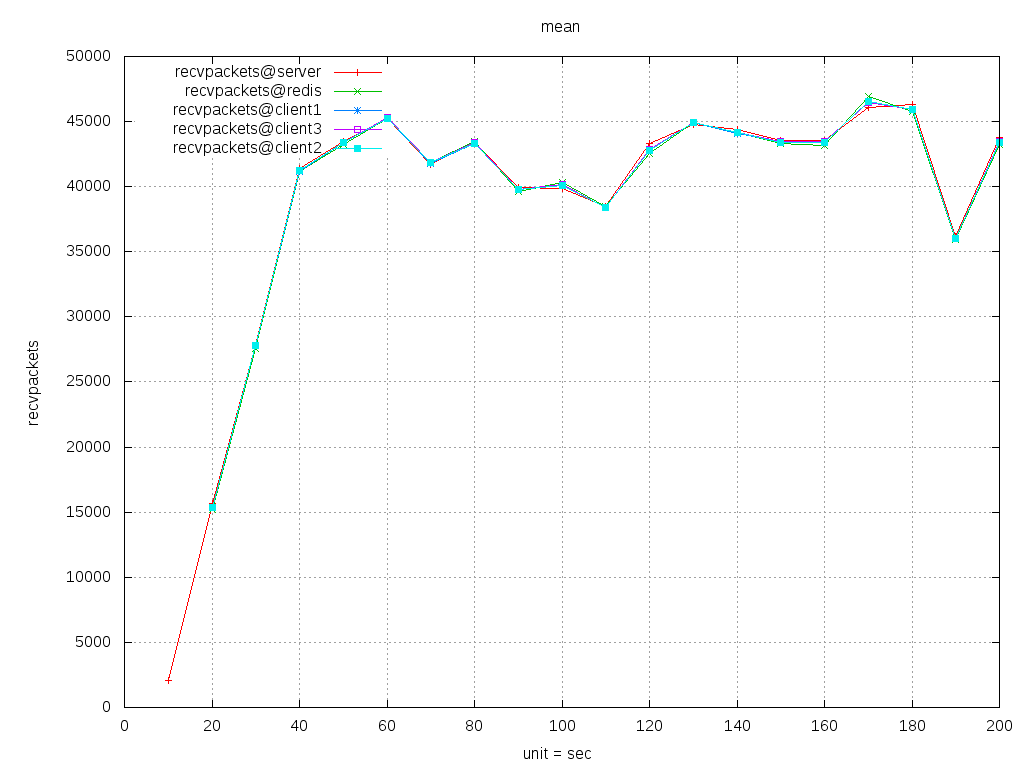 mean
50000
45000
40000
35000
30000
25000
20000
15000
10000
5000
0
recvpackets@server
recvpackets@redis
recvpackets@client1
recvpackets@client3
recvpackets@client2
recvpackets
0 20 40 60 80 100 120 140 160 180 200
unit = sec